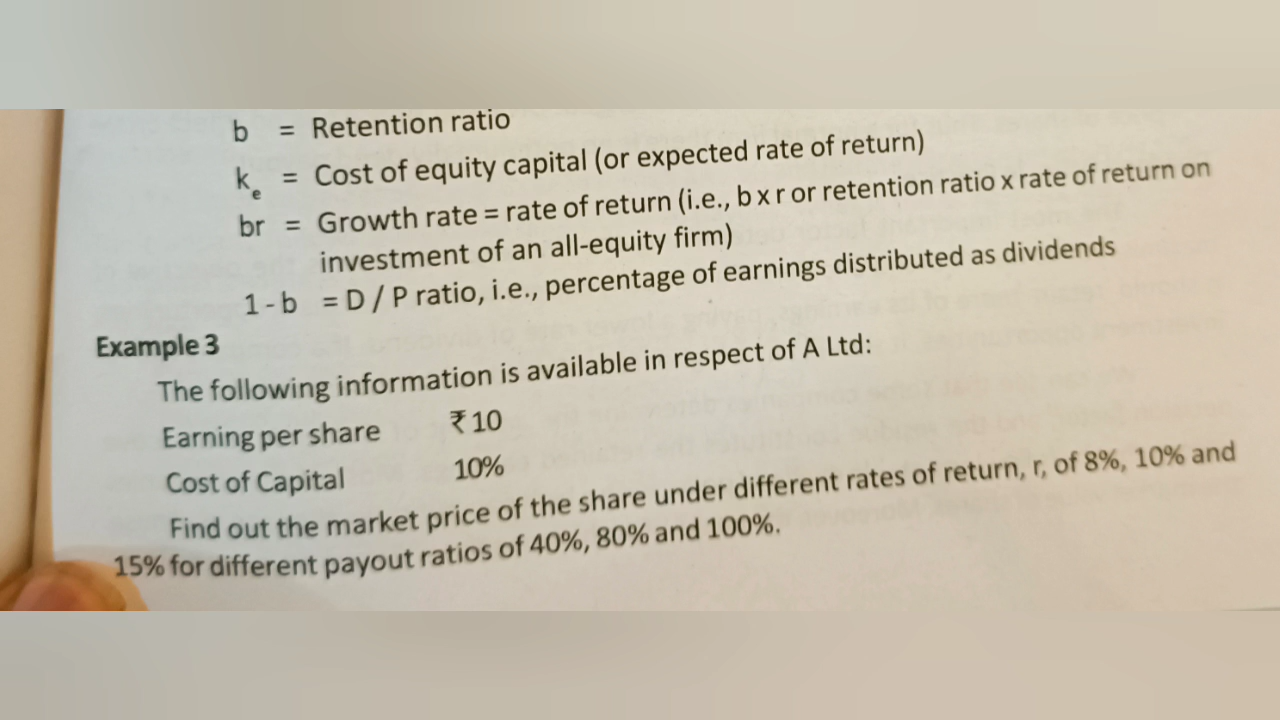 b = Retention ratio
kₑ = Cost of equity capital (or expected rate of return)
br = Growth rate = rate of return (i.e., b x r or retention ratio x rate of return on
investment of an all-equity firm)
1 - b = D / P ratio, i.e., percentage of earnings distributed as dividends
Example 3
The following information is available in respect of A Ltd:
Earning per share ₹ 10
Cost of Capital 10%
Find out the market price of the share under different rates of return, r, of 8%, 10% and
15% for different payout ratios of 40%, 80% and 100%.